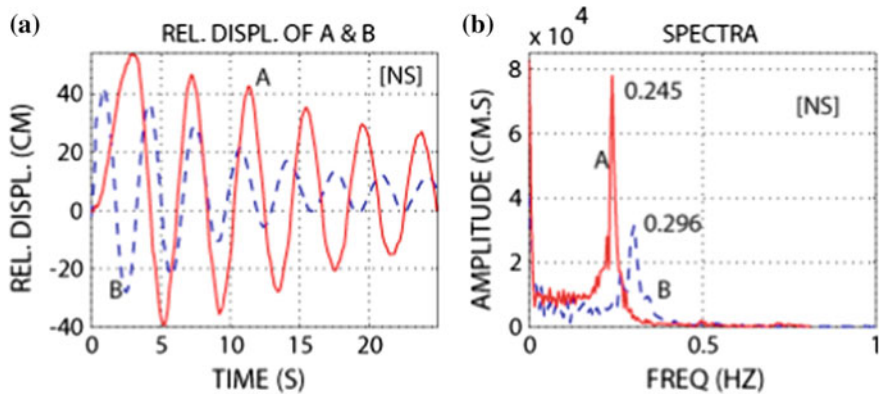 (a)
REL. DISPL. OF A & B
[NS]
A
B
40
20
0
-20
-40
REL. DISPL. (CM)
0 5 10 15 20
TIME (S)
(b)
x 10 4
SPECTRA
0.245
[NS]
A
0.296
B
8
6
4
2
0
AMPLITUDE (CM.S)
0 0.5 1
FREQ (HZ)